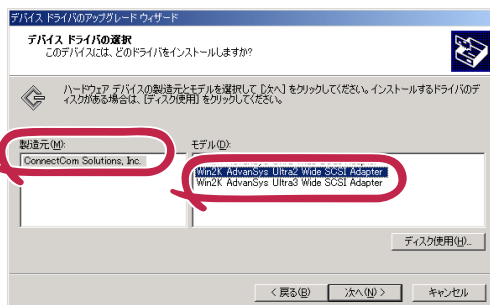 デバイス ドライバのアップグレード ウィザード
デバイス ドライバの選択
このデバイスには、どのドライバをインストールしますか?
ハードウェア デバイスの製造元とモデルを選択して [次へ] をクリックしてください。インストールするドライバのデ
ィスクがある場合は、[ディスク使用] をクリックしてください。
製造元(M):
モデル(D):
ConnectCom Solutions, Inc.
Win2K AdvanSys Ultra2 Wide SCSI Adapter
Win2K AdvanSys Ultra3 Wide SCSI Adapter
ディスク使用(H)...
< 戻る(B)
次へ(N) >
キャンセル